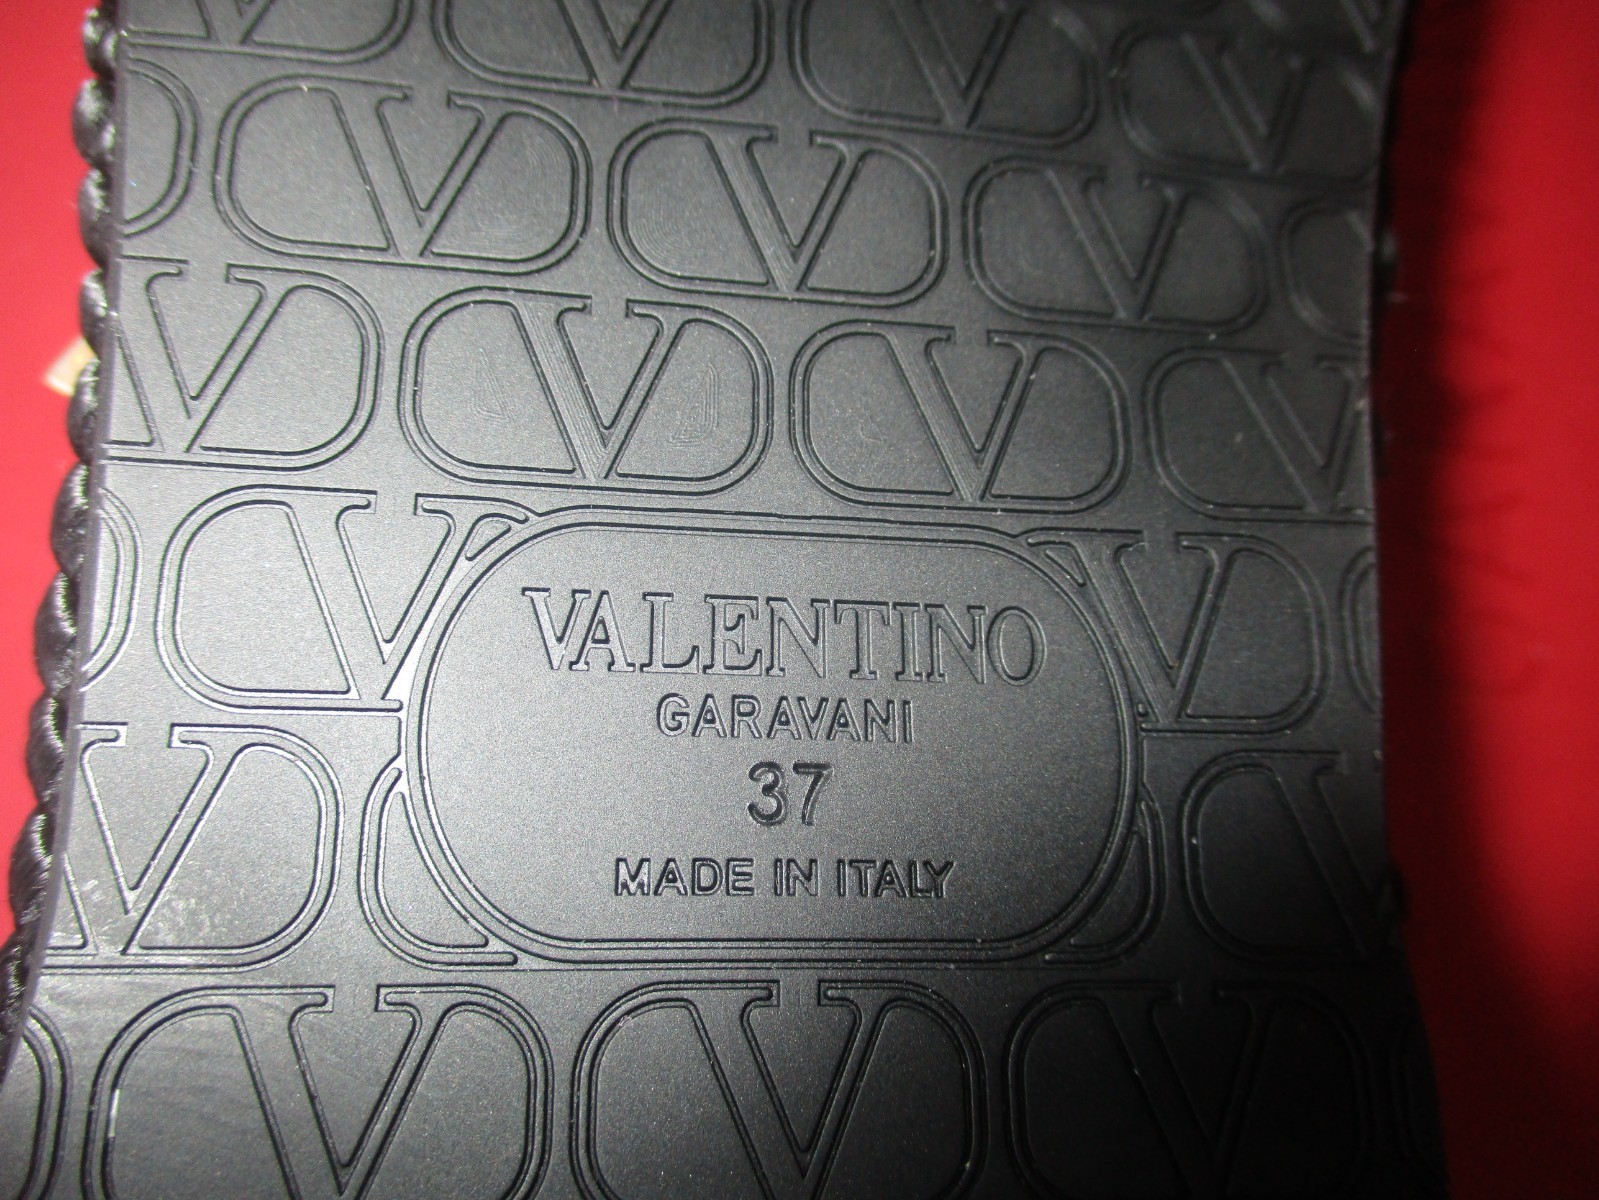 VALENTINO
GARAVANI
37
MADE IN ITALY